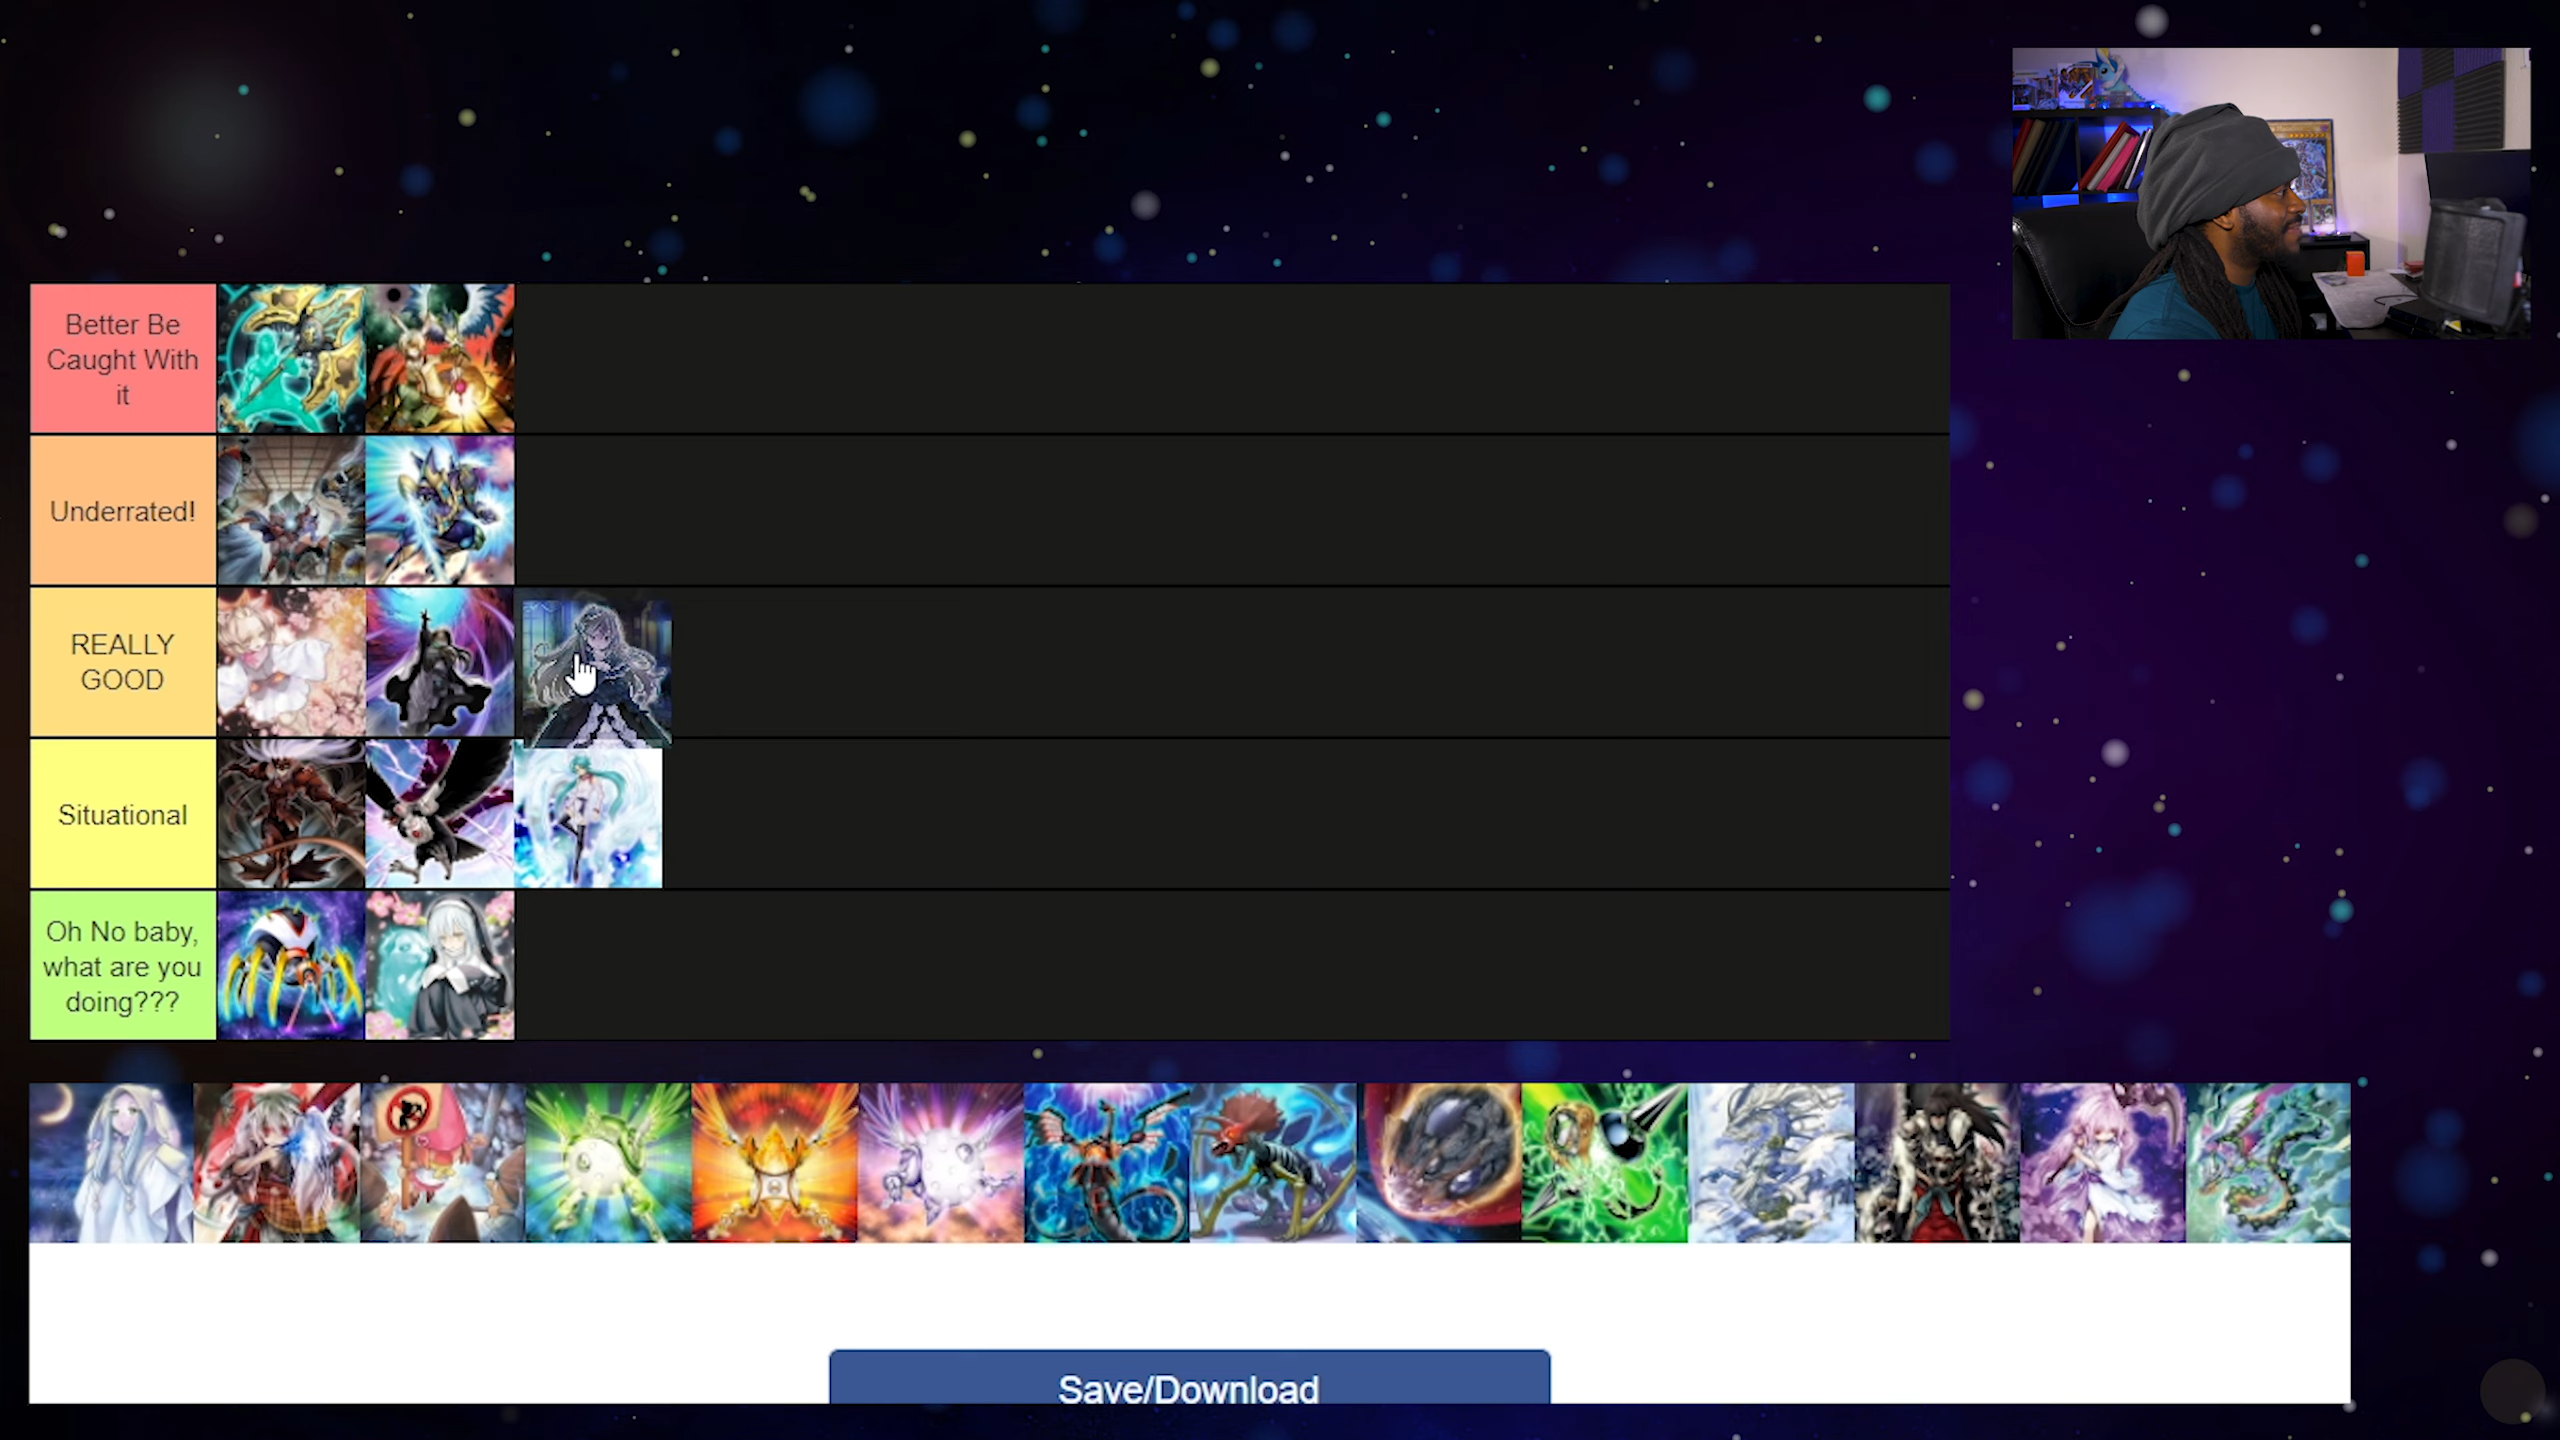 Better Be
Caught With
it
Underrated!
REALLY
GOOD
Situational
Oh No baby,
what are you
doing???
Save/Download